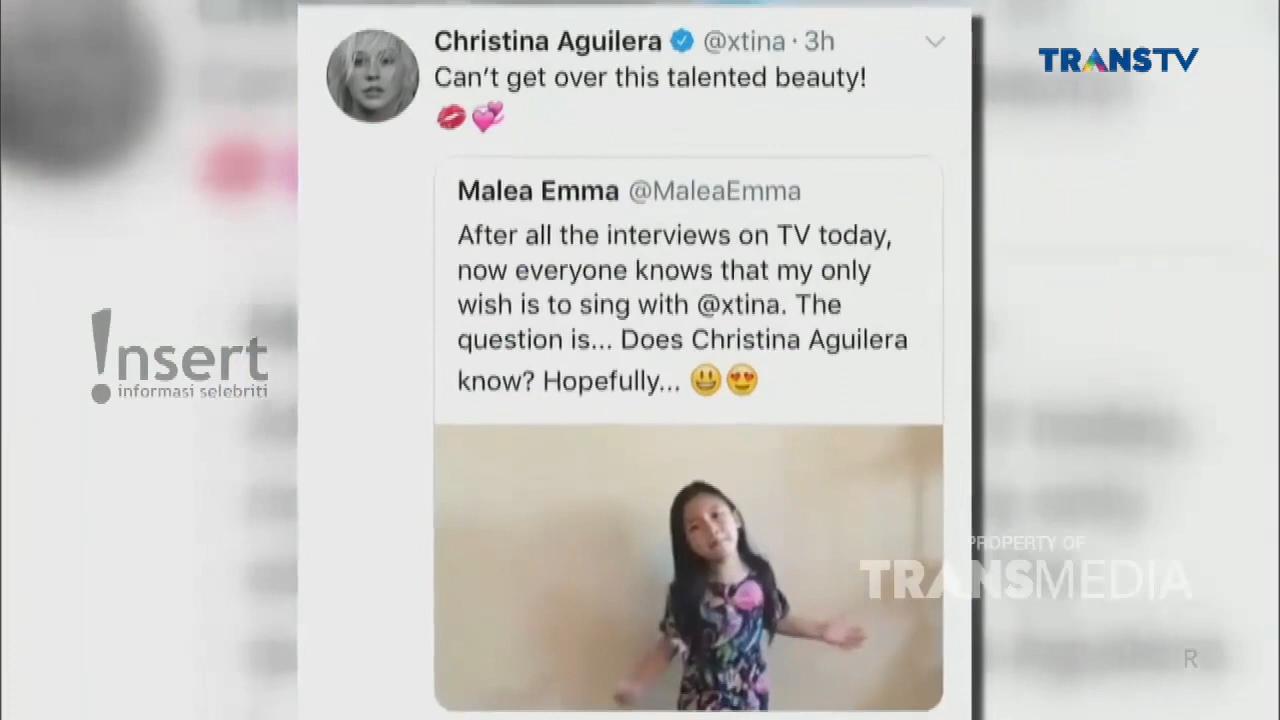 Christina Aguilera @xtina · 3h
Can't get over this talented beauty!
💋💞
Malea Emma @MaleaEmma
After all the interviews on TV today,
now everyone knows that my only
wish is to sing with @xtina. The
question is... Does Christina Aguilera
know? Hopefully... 😃😍
TRANSTV
!nsert
informasi selebriti
PROPERTY OF
TRANSMEDIA
R